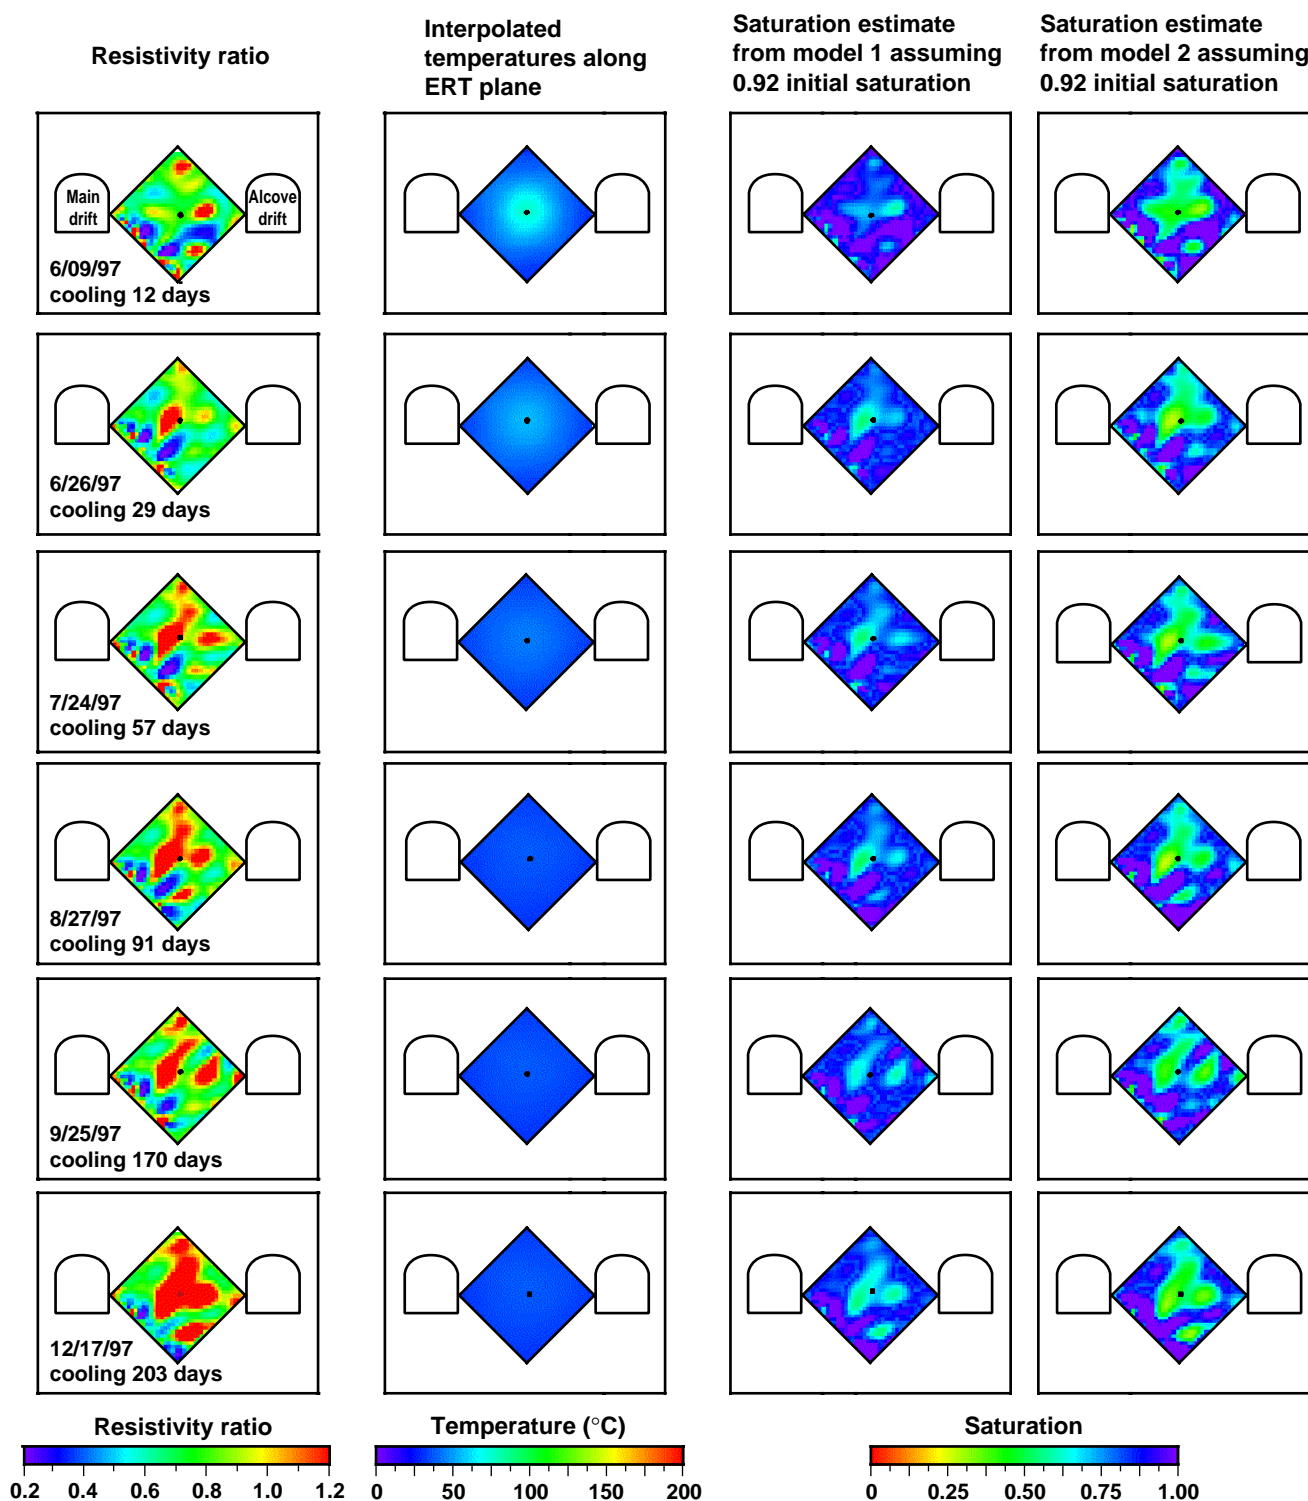 Resistivity ratio
Interpolated
temperatures along
ERT plane
Saturation estimate
from model 1 assuming
0.92 initial saturation
Saturation estimate
from model 2 assuming
0.92 initial saturation
Main
drift
Alcove
drift
6/09/97
cooling 12 days
6/26/97
cooling 29 days
7/24/97
cooling 57 days
8/27/97
cooling 91 days
9/25/97
cooling 170 days
12/17/97
cooling 203 days
Resistivity ratio
0.2 0.4 0.6 0.8 1.0 1.2
Temperature (°C)
0 50 100 150 200
Saturation
0 0.25 0.50 0.75 1.00